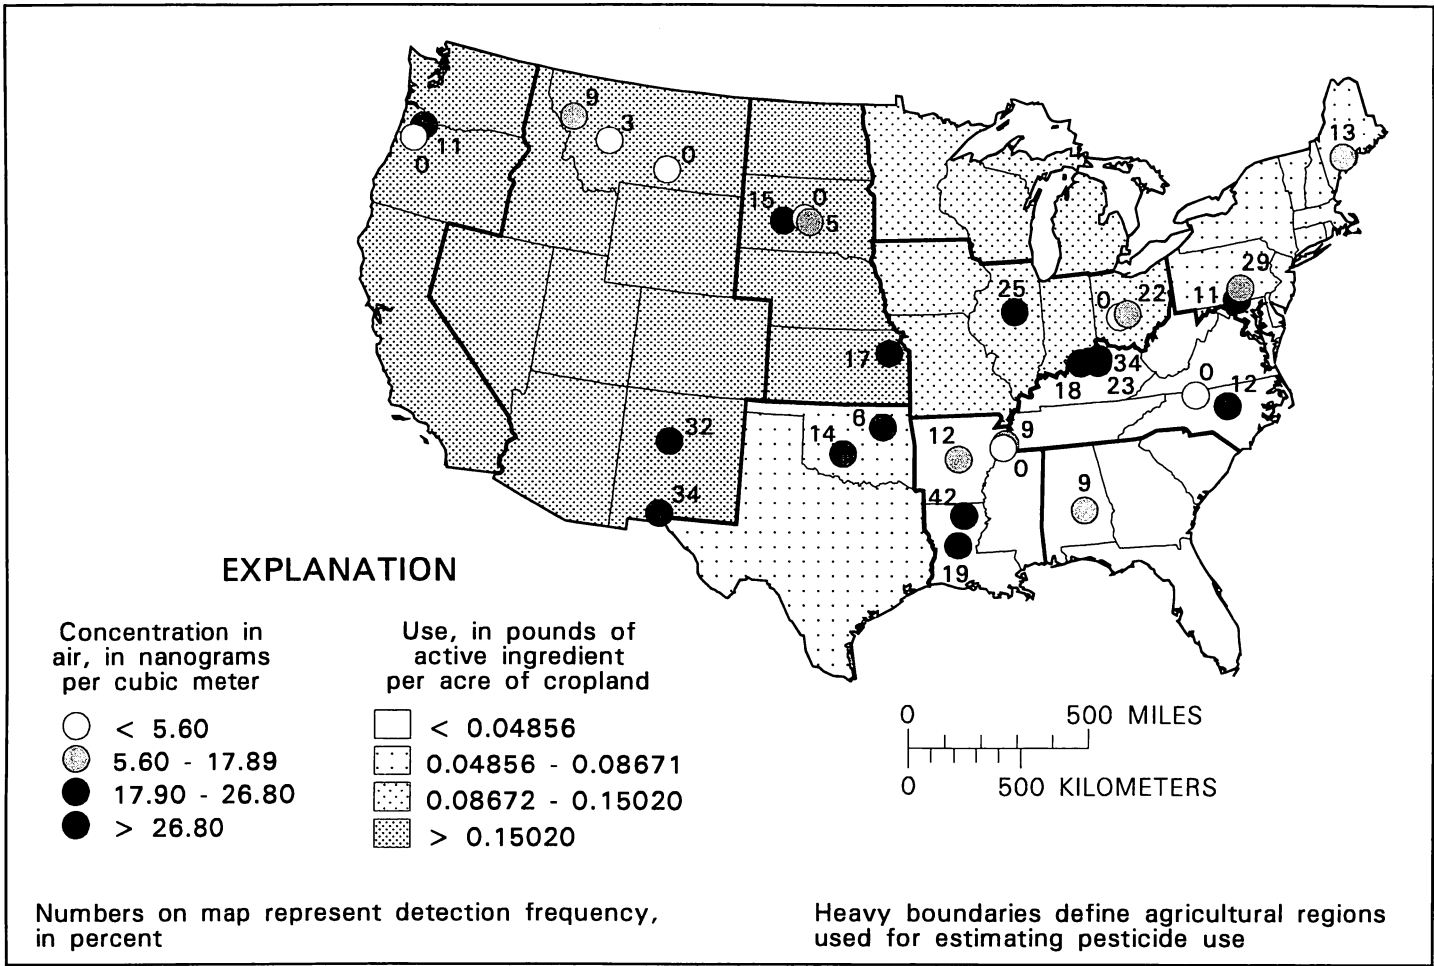 9
3
0
11
0
15
0
5
13
29
11
25
0
22
17
34
18
23
0
12
32
6
14
12
9
0
34
42
9
19
EXPLANATION
Concentration in
air, in nanograms
per cubic meter
< 5.60
5.60 - 17.89
17.90 - 26.80
> 26.80
Use, in pounds of
active ingredient
per acre of cropland
< 0.04856
0.04856 - 0.08671
0.08672 - 0.15020
> 0.15020
0 500 MILES
0 500 KILOMETERS
Numbers on map represent detection frequency,
in percent
Heavy boundaries define agricultural regions
used for estimating pesticide use